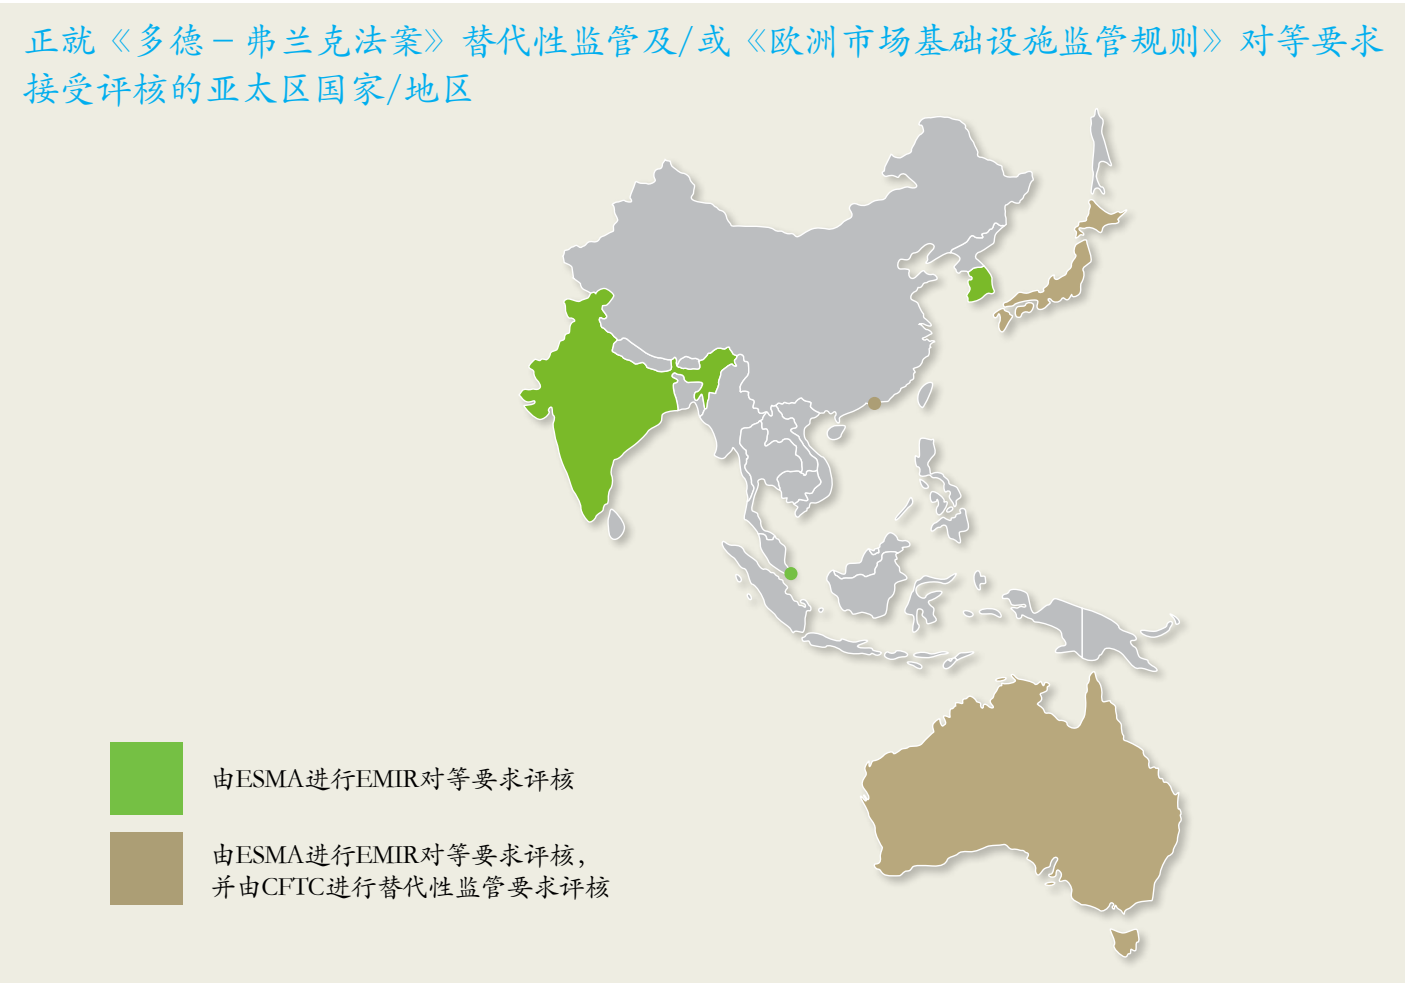 正就《多德－弗兰克法案》替代性监管及/或《欧洲市场基础设施监管规则》对等要求
接受评核的亚太区国家/地区
由ESMA进行EMIR对等要求评核
由ESMA进行EMIR对等要求评核，
并由CFTC进行替代性监管要求评核